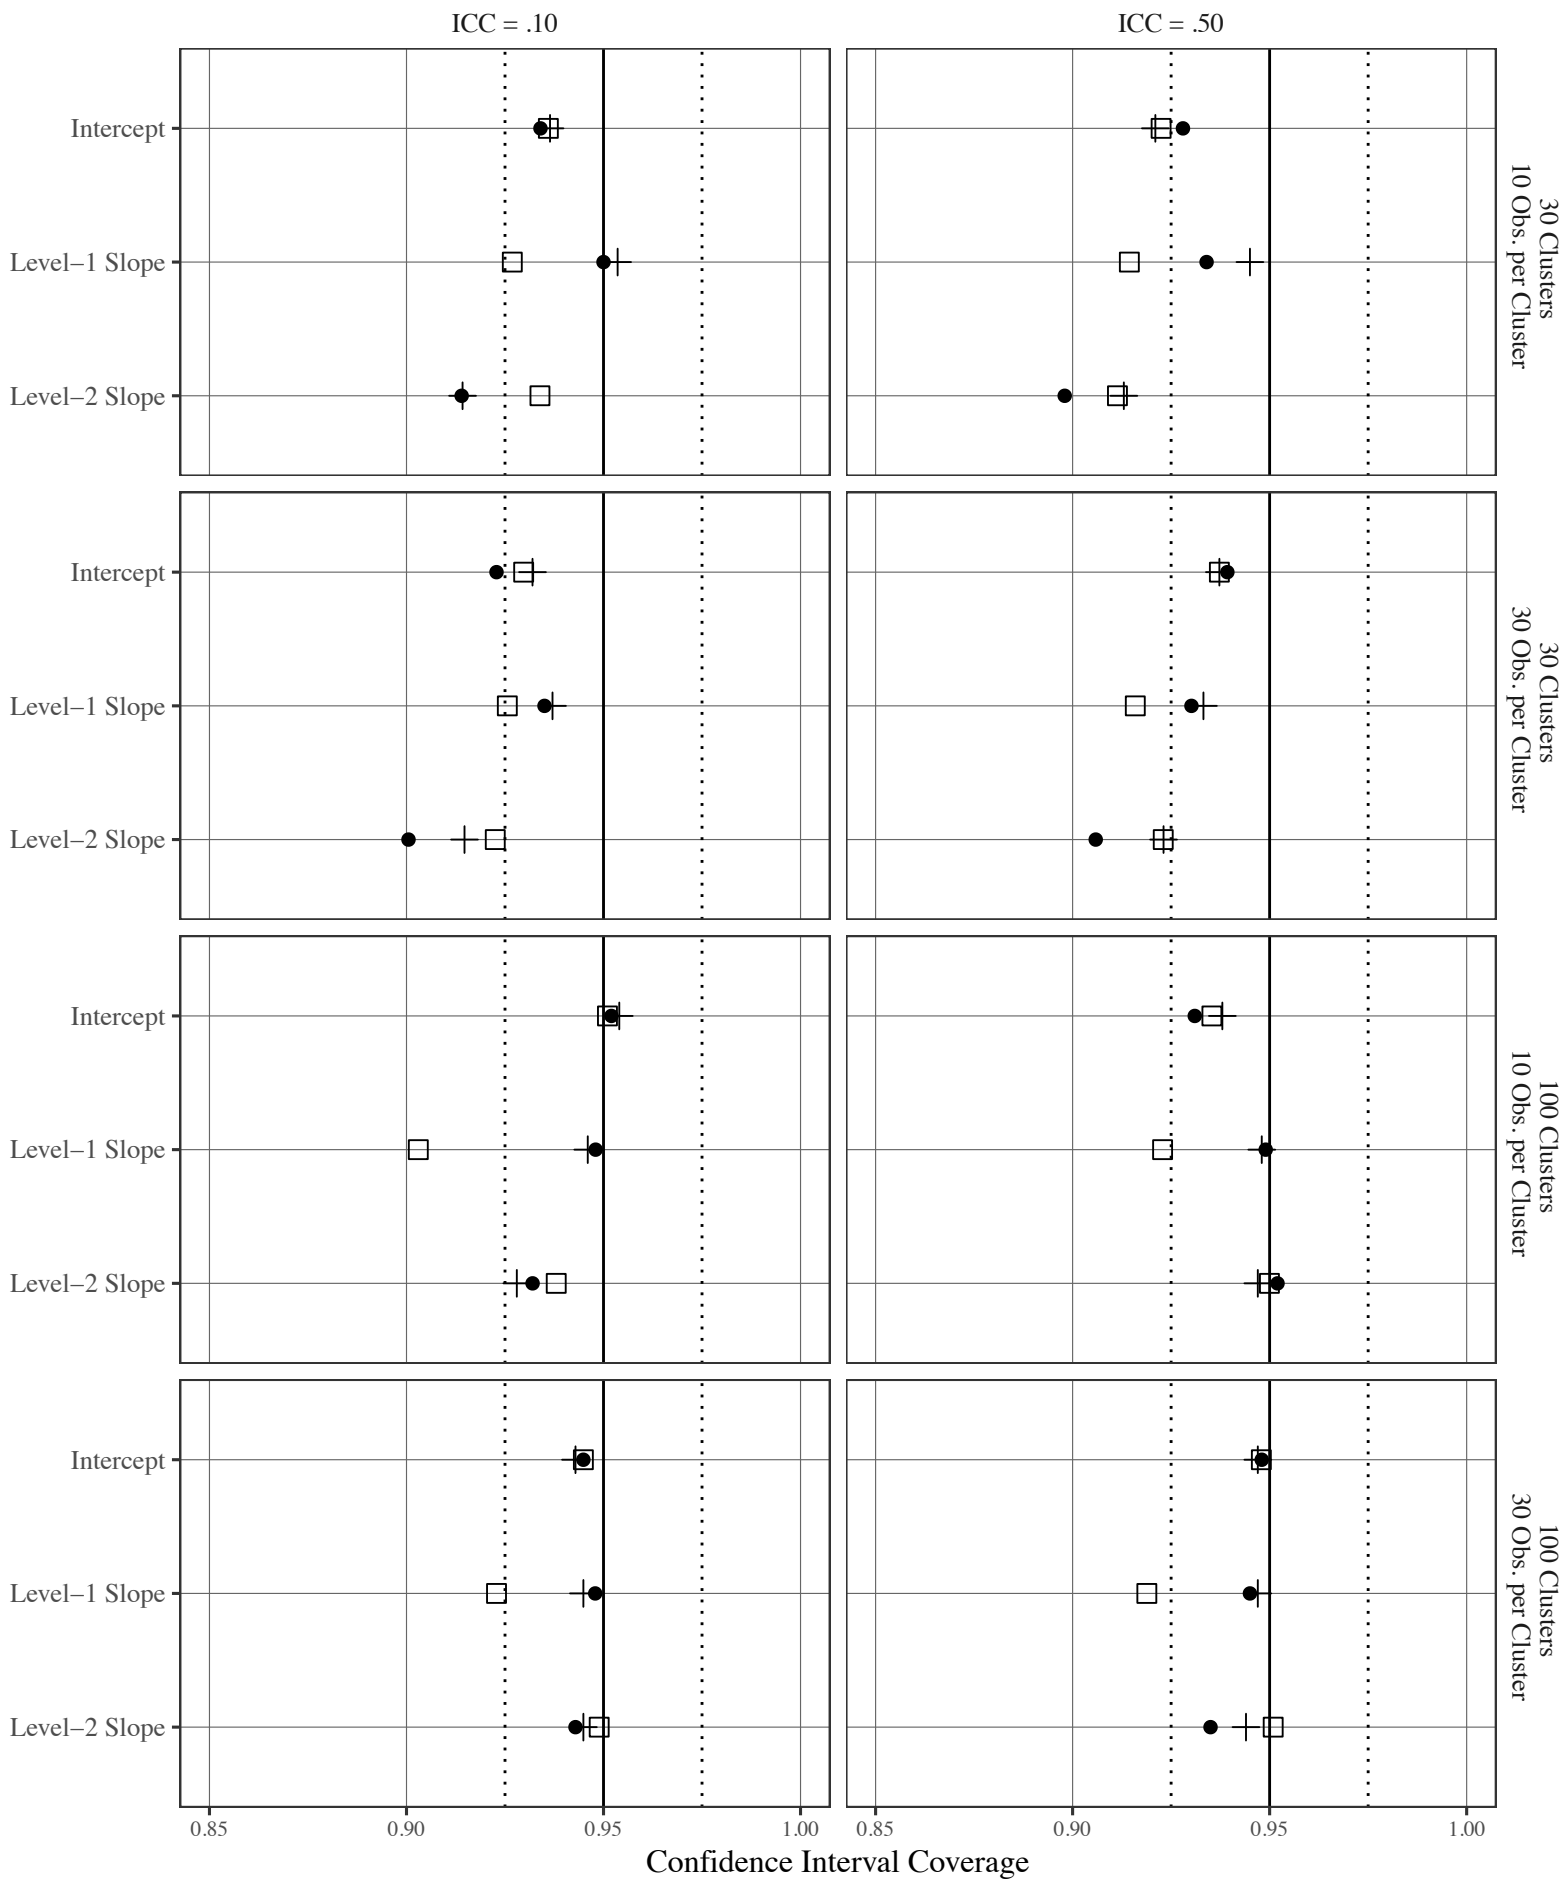 ICC = .10
ICC = .50
Intercept
Level−1 Slope
Level−2 Slope
30 Clusters
10 Obs. per Cluster
Intercept
Level−1 Slope
Level−2 Slope
30 Clusters
30 Obs. per Cluster
Intercept
Level−1 Slope
Level−2 Slope
100 Clusters
10 Obs. per Cluster
Intercept
Level−1 Slope
Level−2 Slope
100 Clusters
30 Obs. per Cluster
0.85 0.90 0.95 1.00 0.85 0.90 0.95 1.00
Confidence Interval Coverage